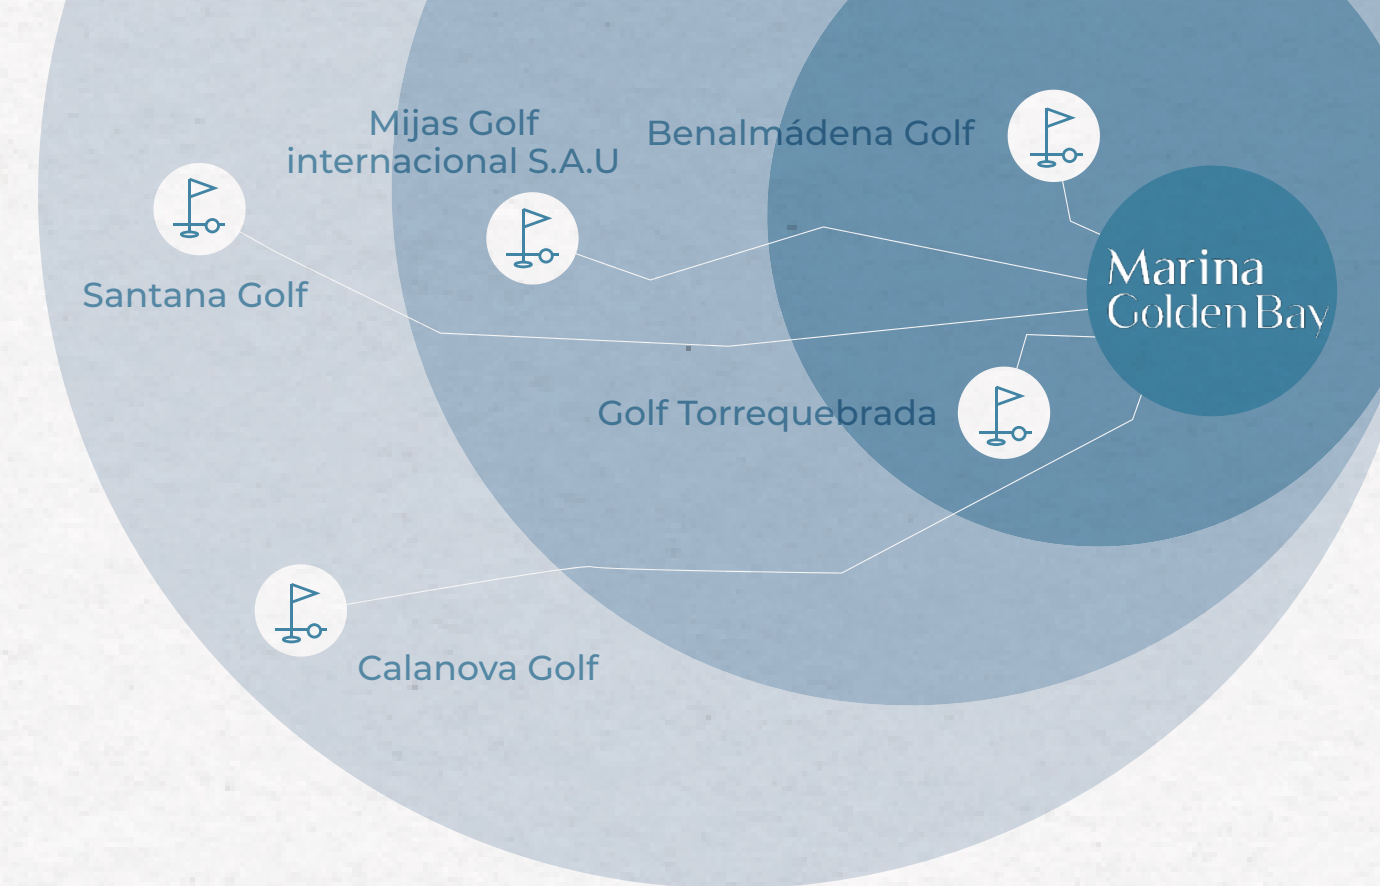 Mijas Golf
internacional S.A.U
Benalmádena Golf
Santana Golf
Marina
Golden Bay
Golf Torrequebrada
Calanova Golf